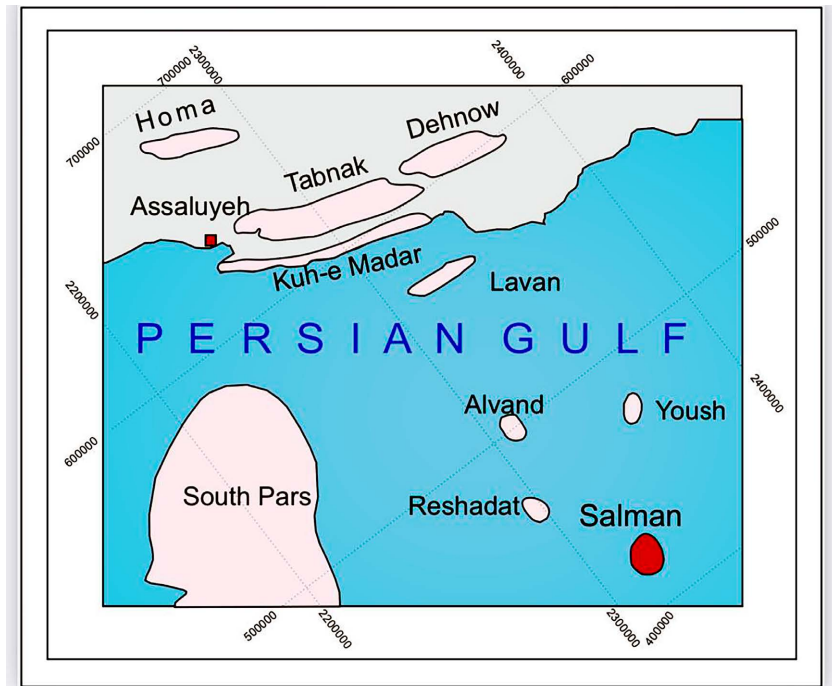 2300000
700000
2400000
600000
Homa
Dehnow
700000
Tabnak
Assaluyeh
500000
Kuh-e Madar
Lavan
2200000
PERSIAN GULF
2400000
Alvand
Yoush
600000
South Pars
Reshadat
Salman
500000
2200000
2300000
400000